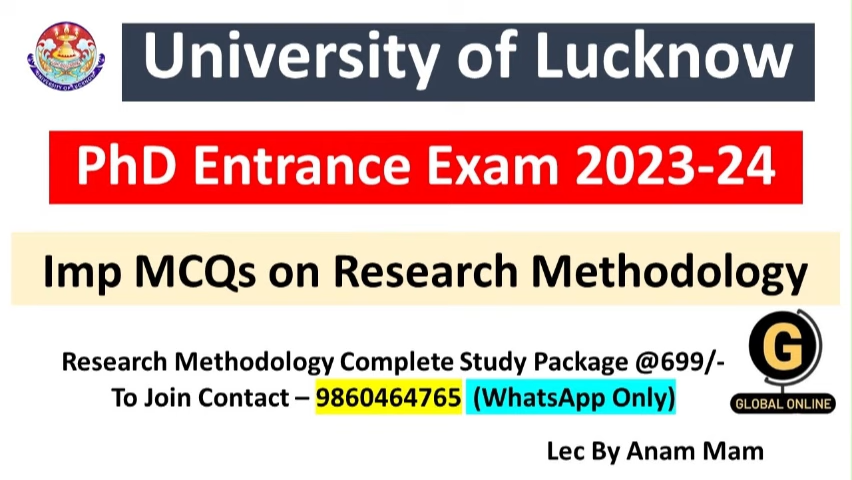 University of Lucknow
PhD Entrance Exam 2023-24
Imp MCQs on Research Methodology
Research Methodology Complete Study Package @699/-
To Join Contact – 9860464765 (WhatsApp Only)
G
GLOBAL ONLINE
Lec By Anam Mam